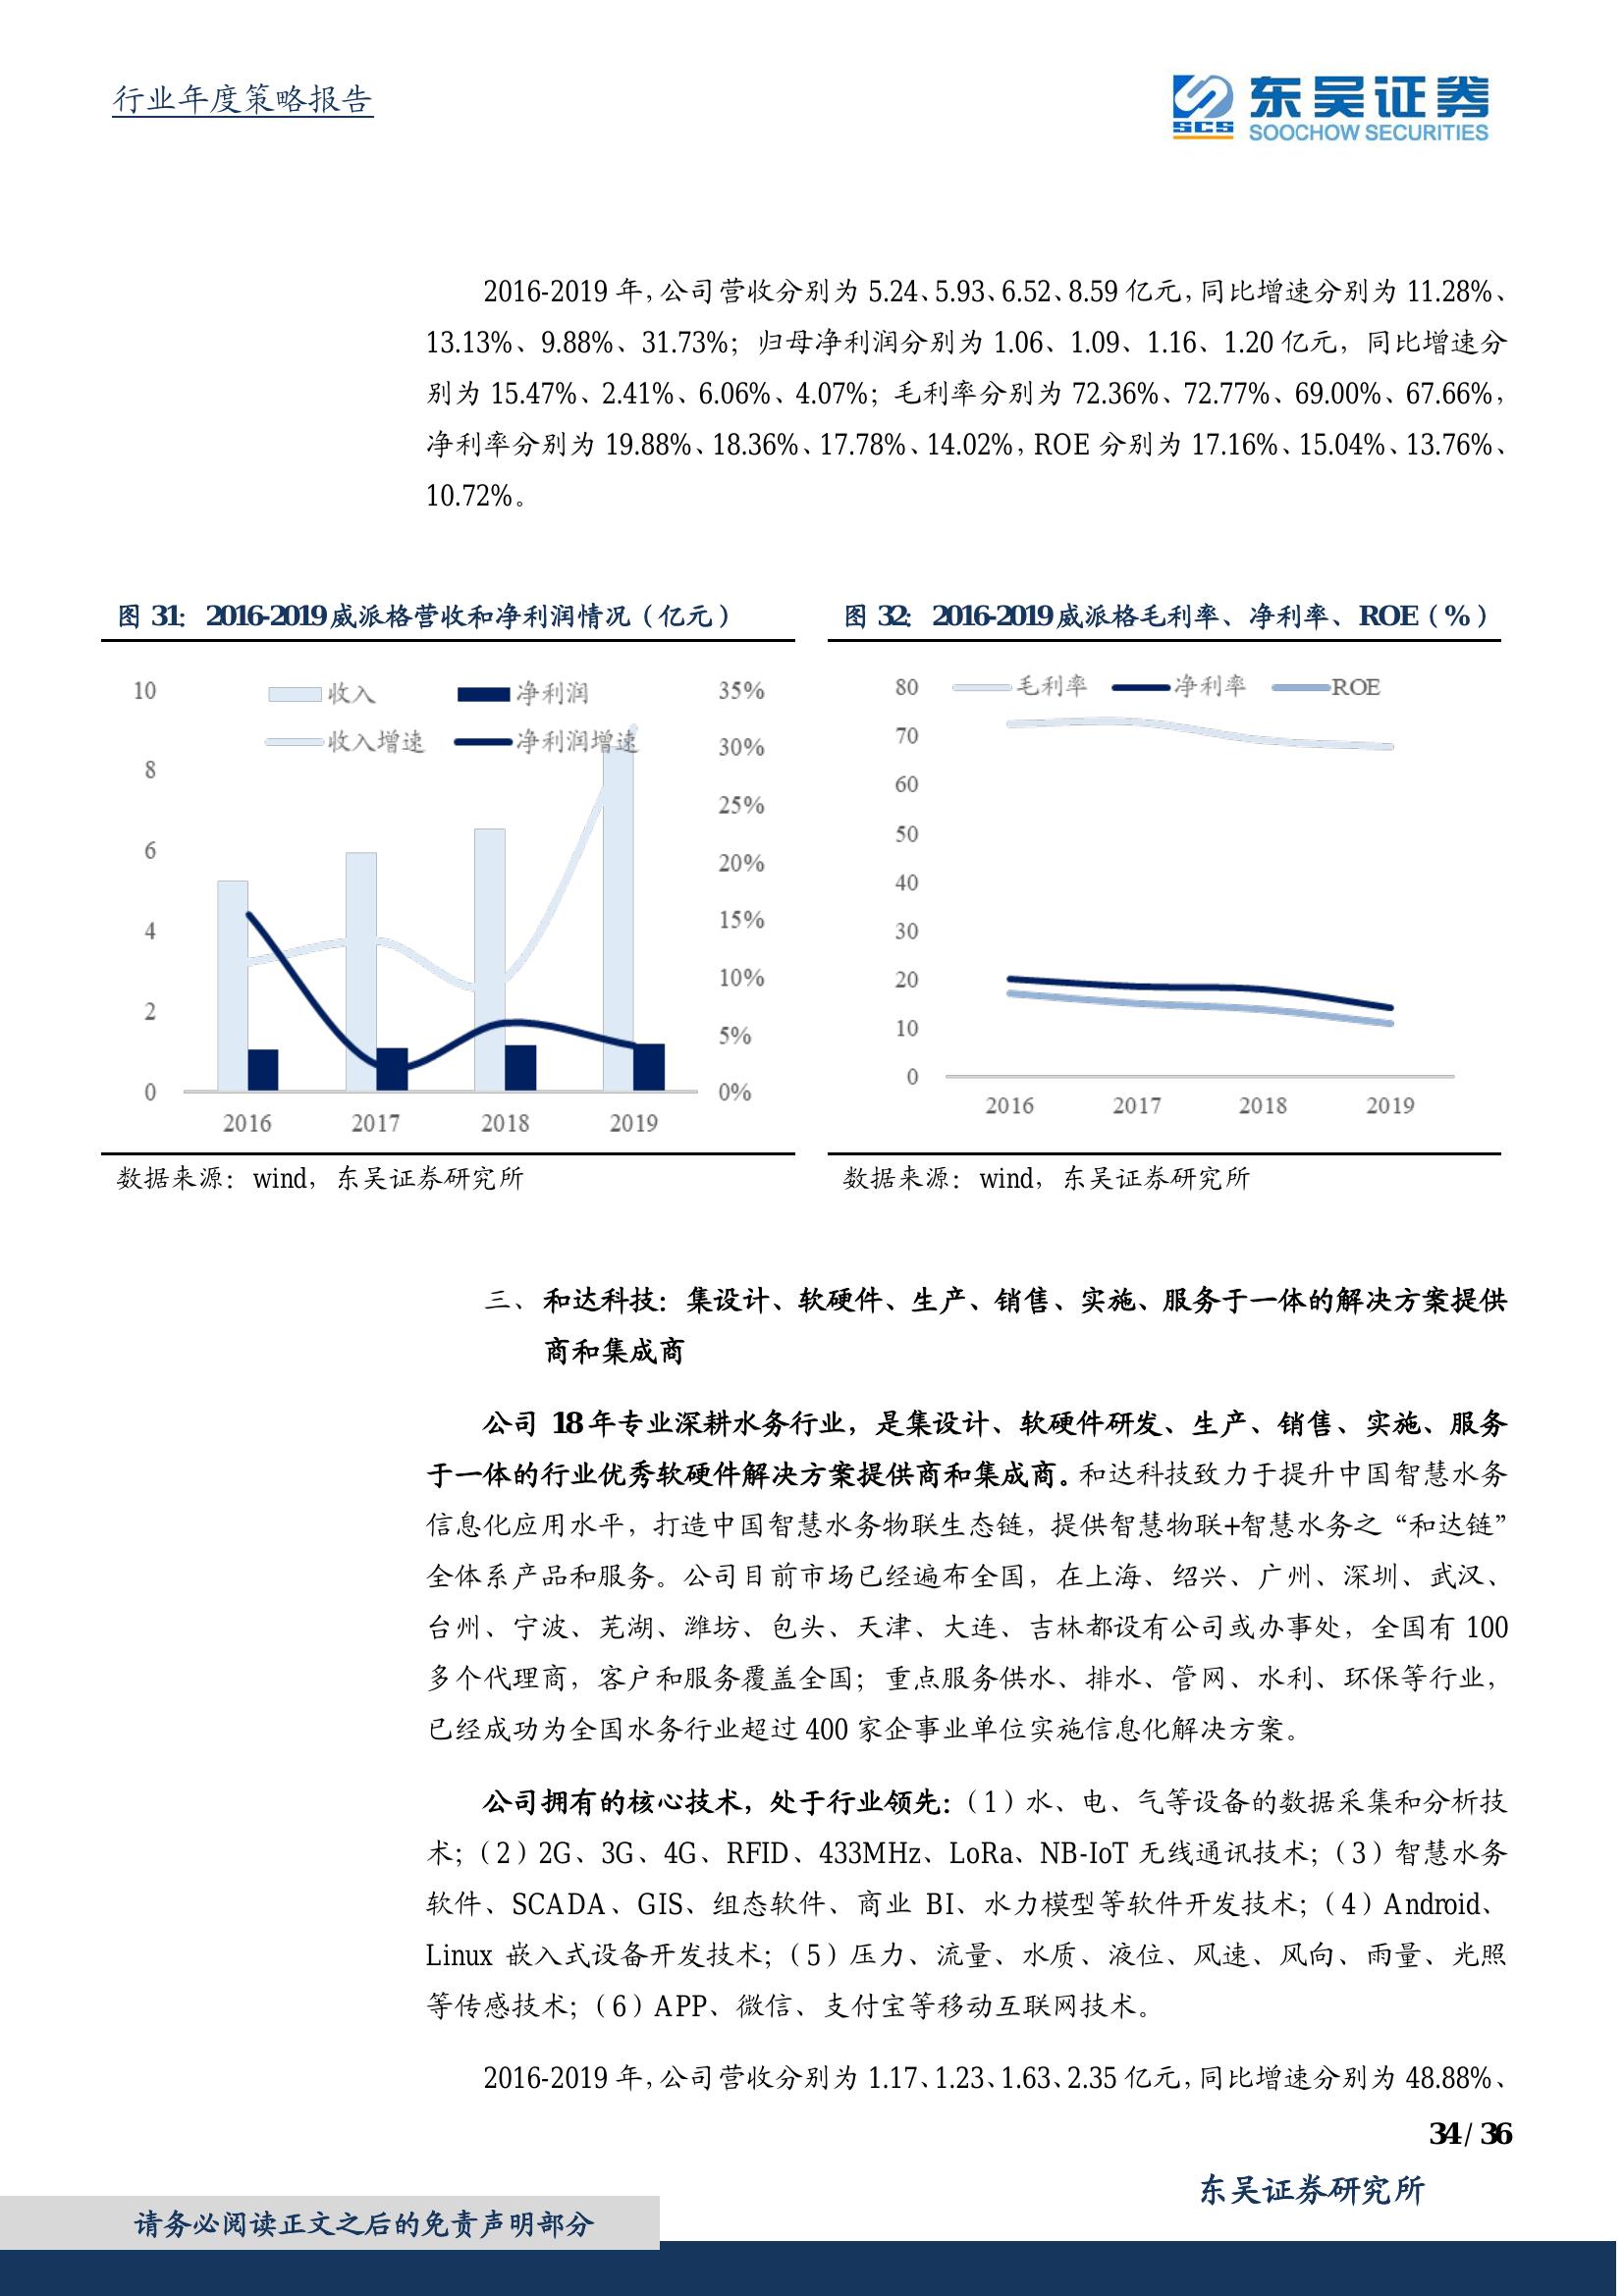 行业年度策略报告
东吴证券
SCS SOOCHOW SECURITIES
2016-2019 年，公司营收分别为 5.24、5.93、6.52、8.59 亿元，同比增速分别为 11.28%、
13.13%、9.88%、31.73%；归母净利润分别为 1.06、1.09、1.16、1.20 亿元，同比增速分
别为 15.47%、2.41%、6.06%、4.07%；毛利率分别为 72.36%、72.77%、69.00%、67.66%，
净利率分别为 19.88%、18.36%、17.78%、14.02%，ROE 分别为 17.16%、15.04%、13.76%、
10.72%。
图 31： 2016-2019 威派格营收和净利润情况（亿元）
收入 净利润
收入增速 净利润增速
10
8
6
4
2
0
35%
30%
25%
20%
15%
10%
5%
0%
2016 2017 2018 2019
数据来源：wind，东吴证券研究所
图 32： 2016-2019 威派格毛利率、净利率、ROE（%）
毛利率 净利率 ROE
80
70
60
50
40
30
20
10
0
2016 2017 2018 2019
数据来源：wind，东吴证券研究所
三、和达科技：集设计、软硬件、生产、销售、实施、服务于一体的解决方案提供
商和集成商
公司 18 年专业深耕水务行业，是集设计、软硬件研发、生产、销售、实施、服务
于一体的行业优秀软硬件解决方案提供商和集成商。和达科技致力于提升中国智慧水务
信息化应用水平，打造中国智慧水务物联生态链，提供智慧物联+智慧水务之“和达链”
全体系产品和服务。公司目前市场已经遍布全国，在上海、绍兴、广州、深圳、武汉、
台州、宁波、芜湖、潍坊、包头、天津、大连、吉林都设有公司或办事处，全国有 100
多个代理商，客户和服务覆盖全国；重点服务供水、排水、管网、水利、环保等行业，
已经成功为全国水务行业超过 400 家企事业单位实施信息化解决方案。
公司拥有的核心技术，处于行业领先：（1）水、电、气等设备的数据采集和分析技
术；（2）2G、3G、4G、RFID、433MHz、LoRa、NB-IoT 无线通讯技术；（3）智慧水务
软件、SCADA、GIS、组态软件、商业 BI、水力模型等软件开发技术；（4）Android、
Linux 嵌入式设备开发技术；（5）压力、流量、水质、液位、风速、风向、雨量、光照
等传感技术；（6）APP、微信、支付宝等移动互联网技术。
2016-2019 年，公司营收分别为 1.17、1.23、1.63、2.35 亿元，同比增速分别为 48.88%、
34 / 36
东吴证券研究所
请务必阅读正文之后的免责声明部分